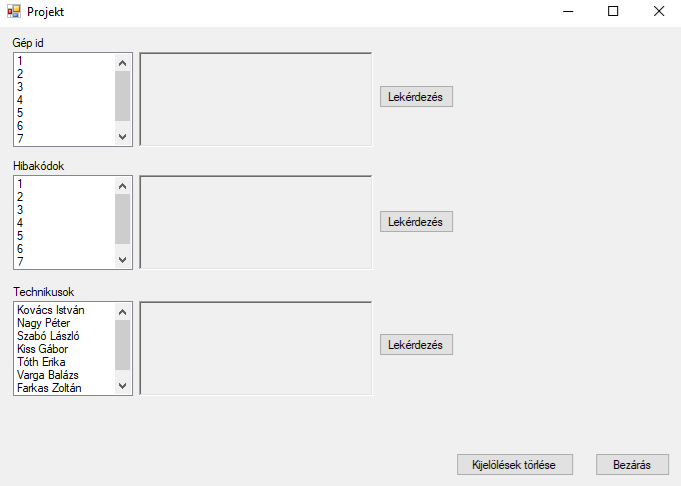 Projekt
Gép id
1
2
3
4
5
6
7
Lekérdezés
Hibakódok
1
2
3
4
5
6
7
Lekérdezés
Technikusok
Kovács István
Nagy Péter
Szabó László
Kiss Gábor
Tóth Erika
Varga Balázs
Farkas Zoltán
Lekérdezés
Kijelölések törlése
Bezárás